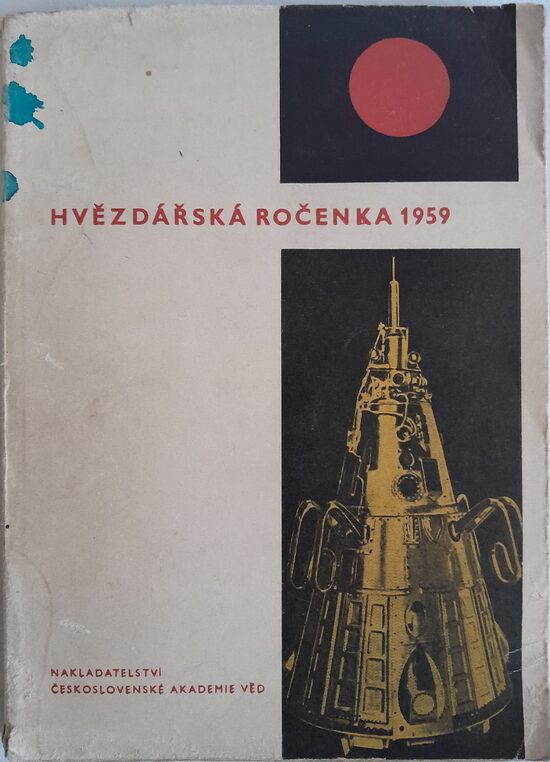 HVĚZDÁŘSKÁ ROČENKA 1959
NAKLADATELSTVÍ
ČESKOSLOVENSKÉ AKADEMIE VĚD